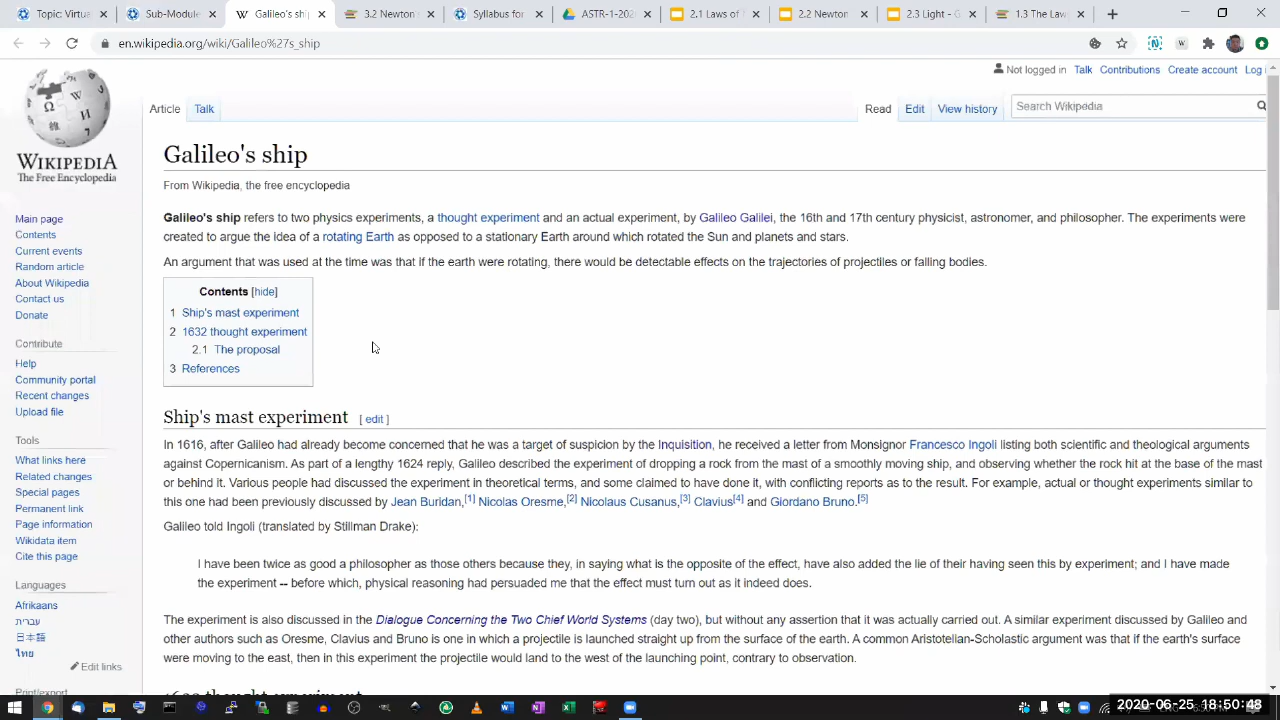 Topic: Virtua
Sub-Module
Galileo's ship
3.2 Newton
Syllabus for
ASTR-1-202
2.1 Laws of
2.2 Newton
2.3 Light - G
1.3 The Law
en.wikipedia.org/wiki/Galileo%27s_ship
Not logged in Talk Contributions Create account Log i
Article Talk
Read Edit View history
Search Wikipedia
WIKIPEDIA
The Free Encyclopedia
Main page
Contents
Current events
Random article
About Wikipedia
Contact us
Donate
Contribute
Help
Community portal
Recent changes
Upload file
Tools
What links here
Related changes
Special pages
Permanent link
Page information
Wikidata item
Cite this page
Languages
Afrikaans
עברית
日本語
ไทย
Edit links
Print/export
Galileo's ship
From Wikipedia, the free encyclopedia
Galileo's ship refers to two physics experiments, a thought experiment and an actual experiment, by Galileo Galilei, the 16th and 17th century physicist, astronomer, and philosopher. The experiments were
created to argue the idea of a rotating Earth as opposed to a stationary Earth around which rotated the Sun and planets and stars.
An argument that was used at the time was that if the earth were rotating, there would be detectable effects on the trajectories of projectiles or falling bodies.
Contents [hide]
1 Ship's mast experiment
2 1632 thought experiment
2.1 The proposal
3 References
Ship's mast experiment [ edit ]
In 1616, after Galileo had already become concerned that he was a target of suspicion by the Inquisition, he received a letter from Monsignor Francesco Ingoli listing both scientific and theological arguments
against Copernicanism. As part of a lengthy 1624 reply, Galileo described the experiment of dropping a rock from the mast of a smoothly moving ship, and observing whether the rock hit at the base of the mast
or behind it. Various people had discussed the experiment in theoretical terms, and some claimed to have done it, with conflicting reports as to the result. For example, actual or thought experiments similar to
this one had been previously discussed by Jean Buridan,[1] Nicolas Oresme,[2] Nicolaus Cusanus,[3] Clavius[4] and Giordano Bruno.[5]
Galileo told Ingoli (translated by Stillman Drake):
I have been twice as good a philosopher as those others because they, in saying what is the opposite of the effect, have also added the lie of their having seen this by experiment; and I have made
the experiment -- before which, physical reasoning had persuaded me that the effect must turn out as it indeed does.
The experiment is also discussed in the Dialogue Concerning the Two Chief World Systems (day two), but without any assertion that it was actually carried out. A similar experiment discussed by Galileo and
other authors such as Oresme, Clavius and Bruno is one in which a projectile is launched straight up from the surface of the earth. A common Aristotelian-Scholastic argument was that if the earth's surface
were moving to the east, then in this experiment the projectile would land to the west of the launching point, contrary to observation.
1632 thought experiment
2020-06-25 18:50:48